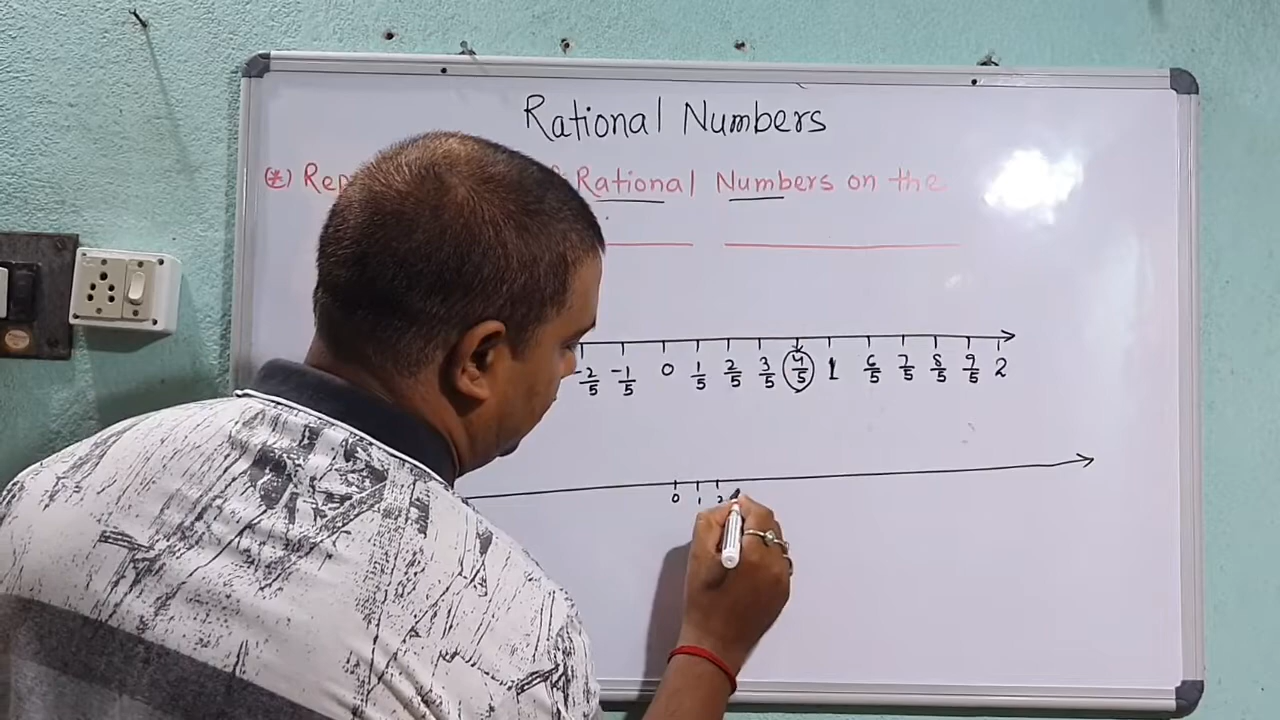 Rational Numbers
(*) Rational Numbers on the
-2/5 -1/5 0 1/5 2/5 3/5 4/5 1 6/5 7/5 8/5 9/5 2
0 1 2